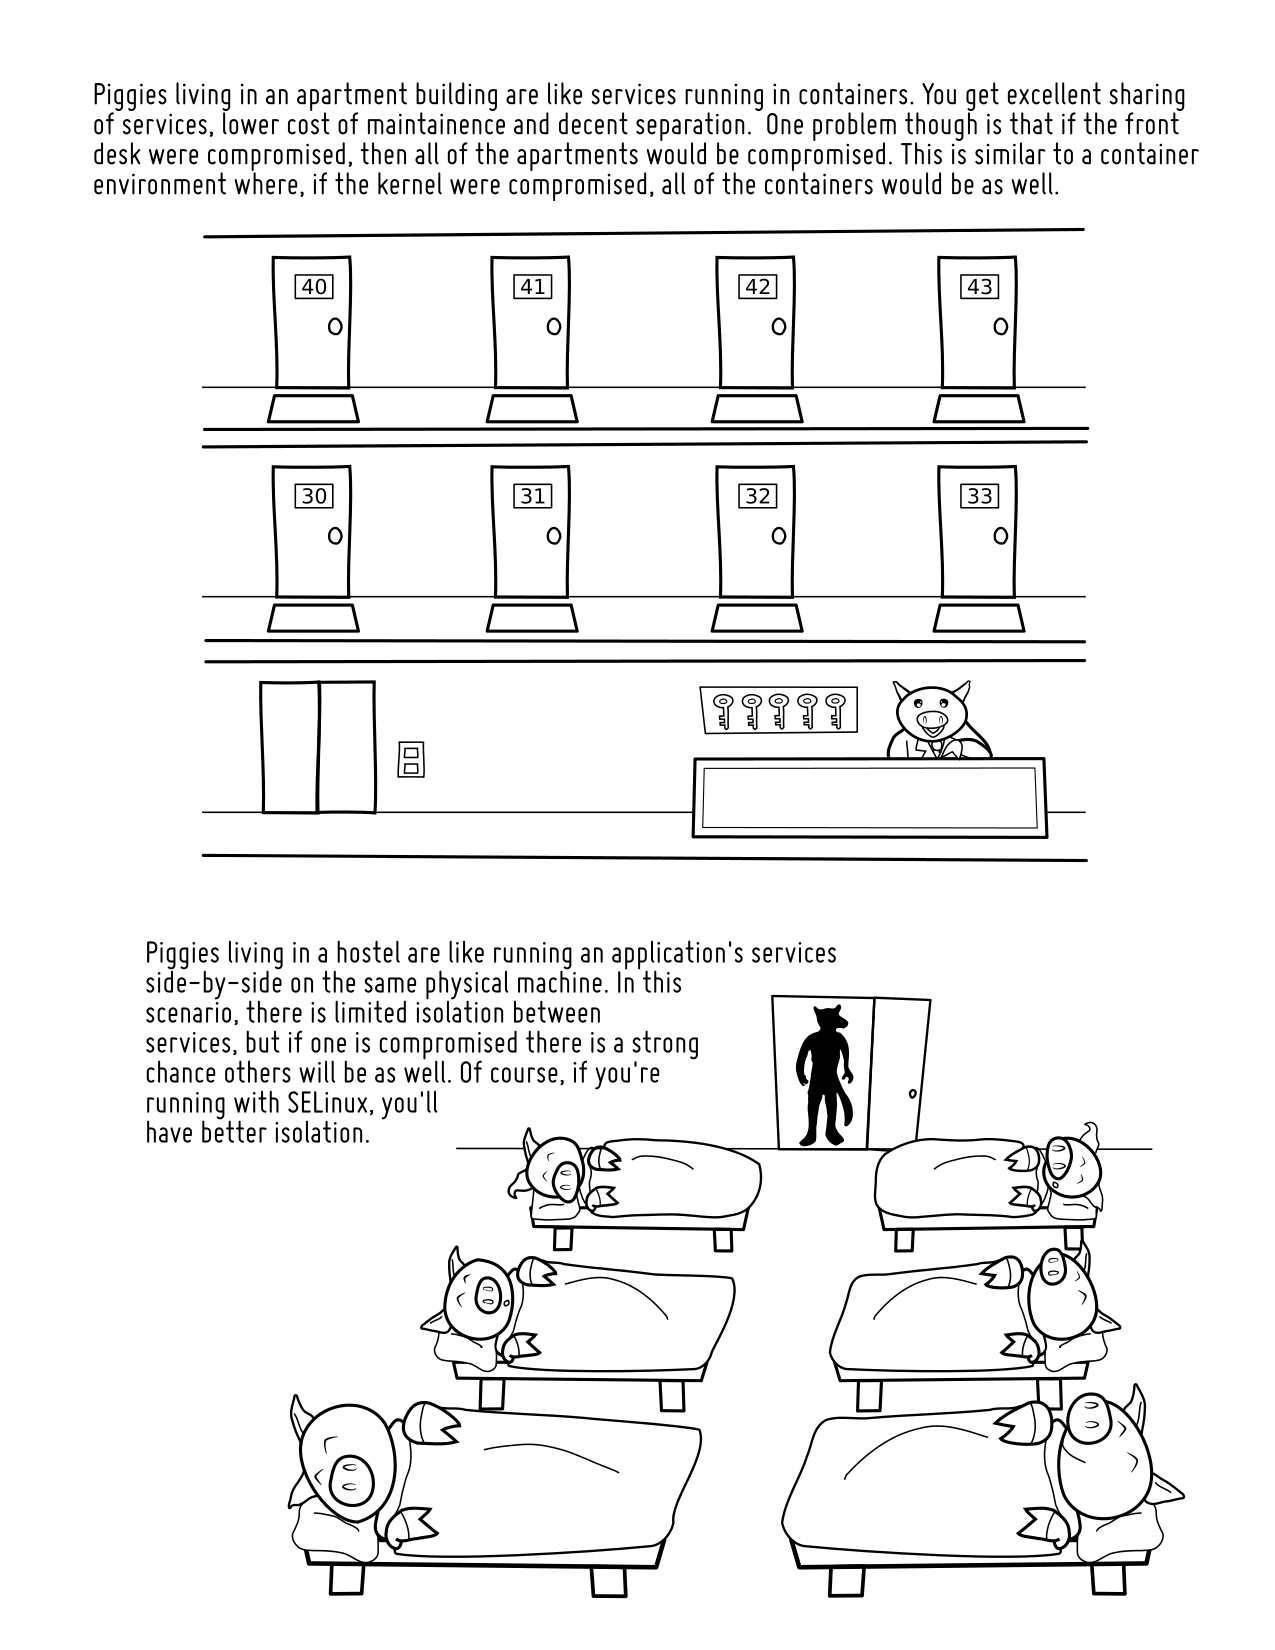 Piggies living in an apartment building are like services running in containers. You get excellent sharing
of services, lower cost of maintainence and decent separation.  One problem though is that if the front
desk were compromised, then all of the apartments would be compromised. This is similar to a container
environment where, if the kernel were compromised, all of the containers would be as well.
40 41 42 43
30 31 32 33
Piggies living in a hostel are like running an application's services
side-by-side on the same physical machine. In this
scenario, there is limited isolation between
services, but if one is compromised there is a strong
chance others will be as well. Of course, if you're
running with SELinux, you'll
have better isolation.